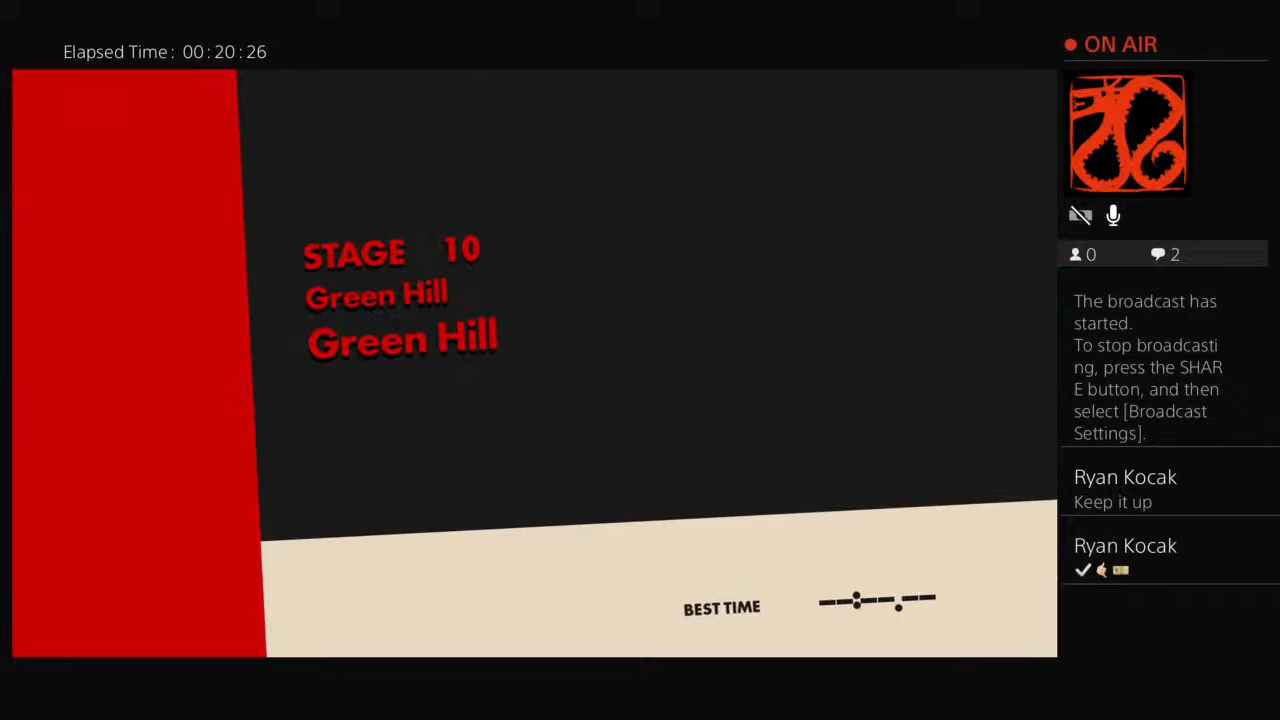 Elapsed Time: 00:20:26
ON AIR
STAGE 10
Green Hill
Green Hill
BEST TIME --:--.--
0 2
The broadcast has
started.
To stop broadcasti
ng, press the SHAR
E button, and then
select [Broadcast
Settings].
Ryan Kocak
Keep it up
Ryan Kocak